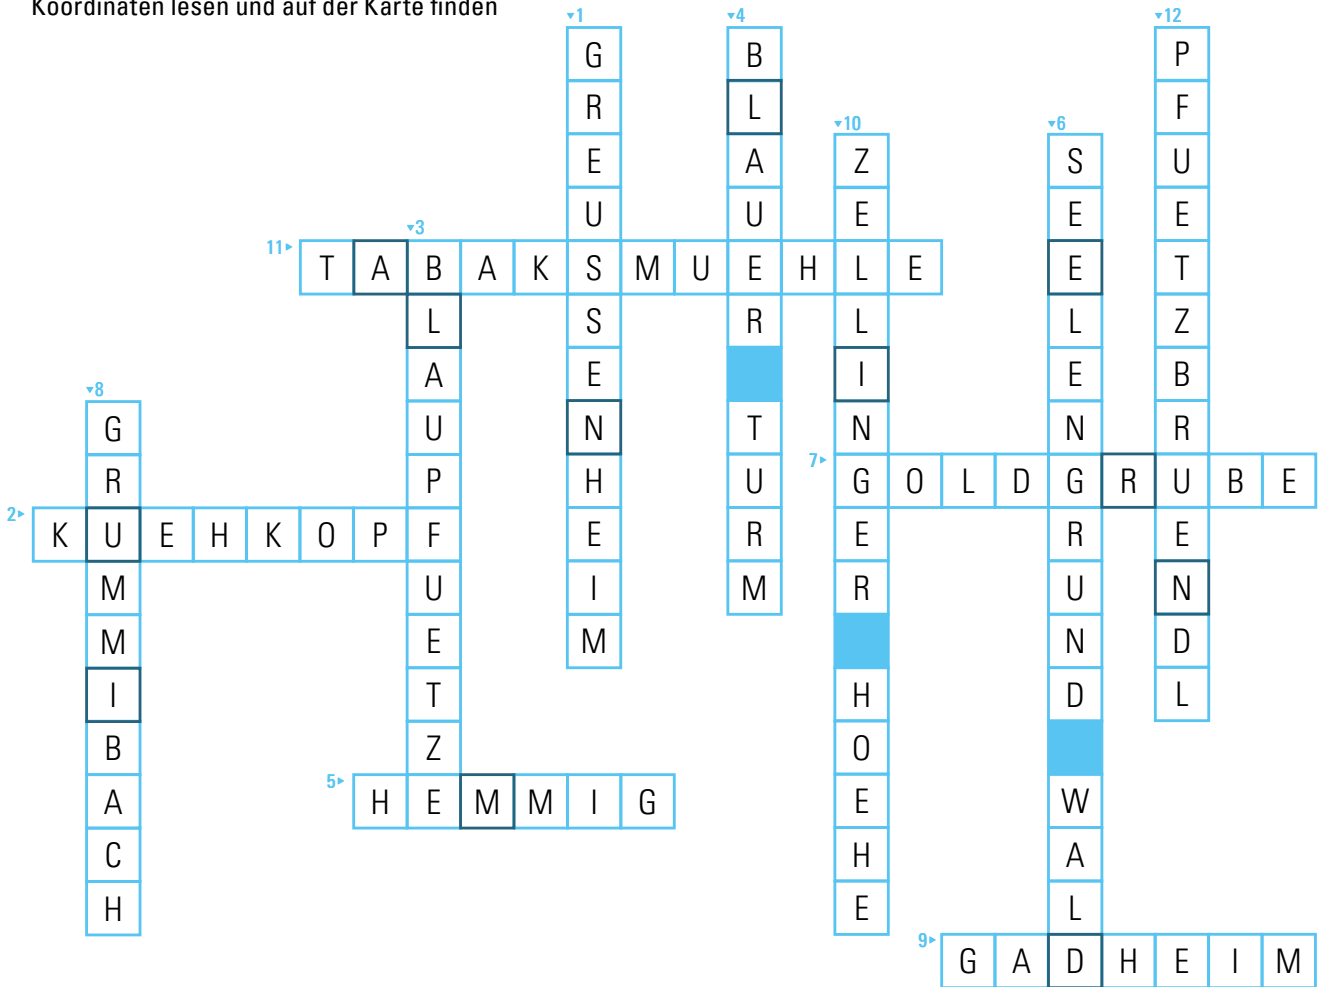 Koordinaten lesen und auf der Karte finden
▾1 GREUSSENHEIM
▾4 BLAUER TURM
▾12 PFUETZBRUENDL
▾10 ZELLINGER HOEHE
▾6 SEELENGRUND WALD
▾3 BLAUPFUETZE
11▸ TABAKSMUEHLE
▾8 GRUMMIBACH
7▸ GOLDGRUBE
2▸ KUEHKOPF
5▸ HEMMIG
9▸ GADHEIM